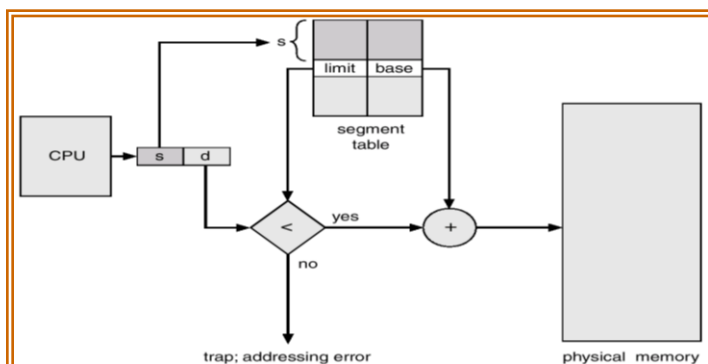 s
limit base
segment
table
CPU
s d
<
yes
+
no
trap; addressing error
physical memory